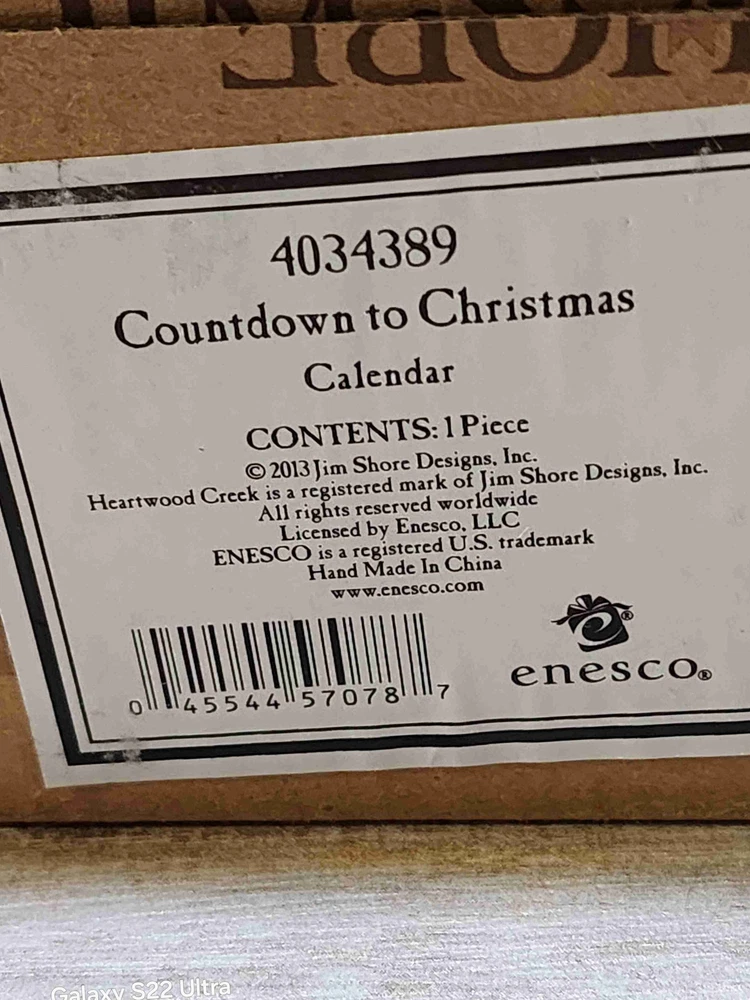 4034389
Countdown to Christmas
Calendar
CONTENTS: 1 Piece
© 2013 Jim Shore Designs, Inc.
Heartwood Creek is a registered mark of Jim Shore Designs, Inc.
All rights reserved worldwide
Licensed by Enesco, LLC
ENESCO is a registered U.S. trademark
Hand Made In China
www.enesco.com
0 45544 57078 7
enesco®
Galaxy S22 Ultra